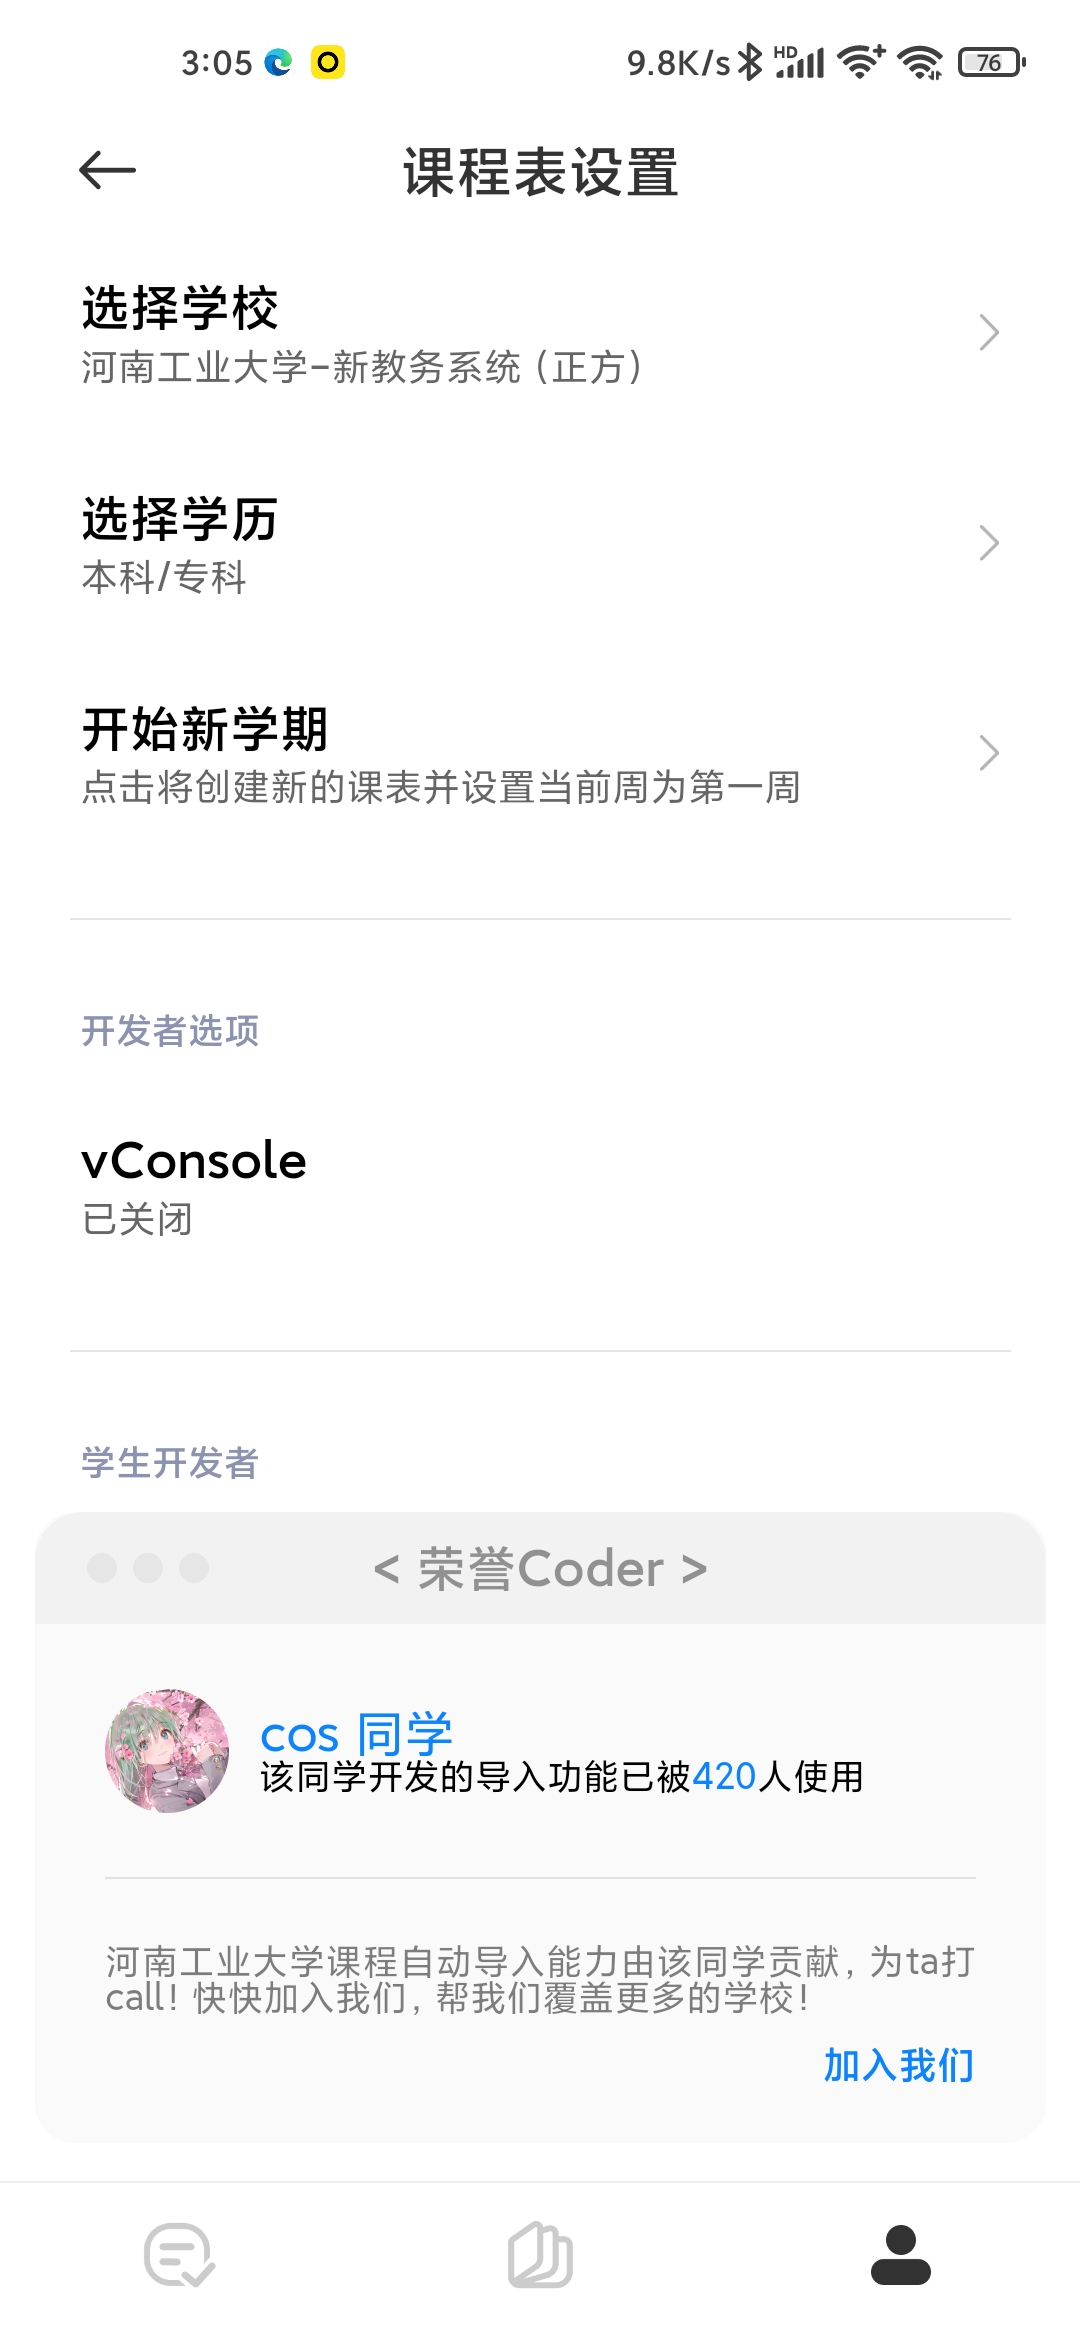 3:05
9.8K/s HD 76
课程表设置
选择学校
河南工业大学-新教务系统 (正方)
选择学历
本科/专科
开始新学期
点击将创建新的课表并设置当前周为第一周
开发者选项
vConsole
已关闭
学生开发者
< 荣誉Coder >
cos 同学
该同学开发的导入功能已被420人使用
河南工业大学课程自动导入能力由该同学贡献，为ta打
call！快快加入我们，帮我们覆盖更多的学校！
加入我们